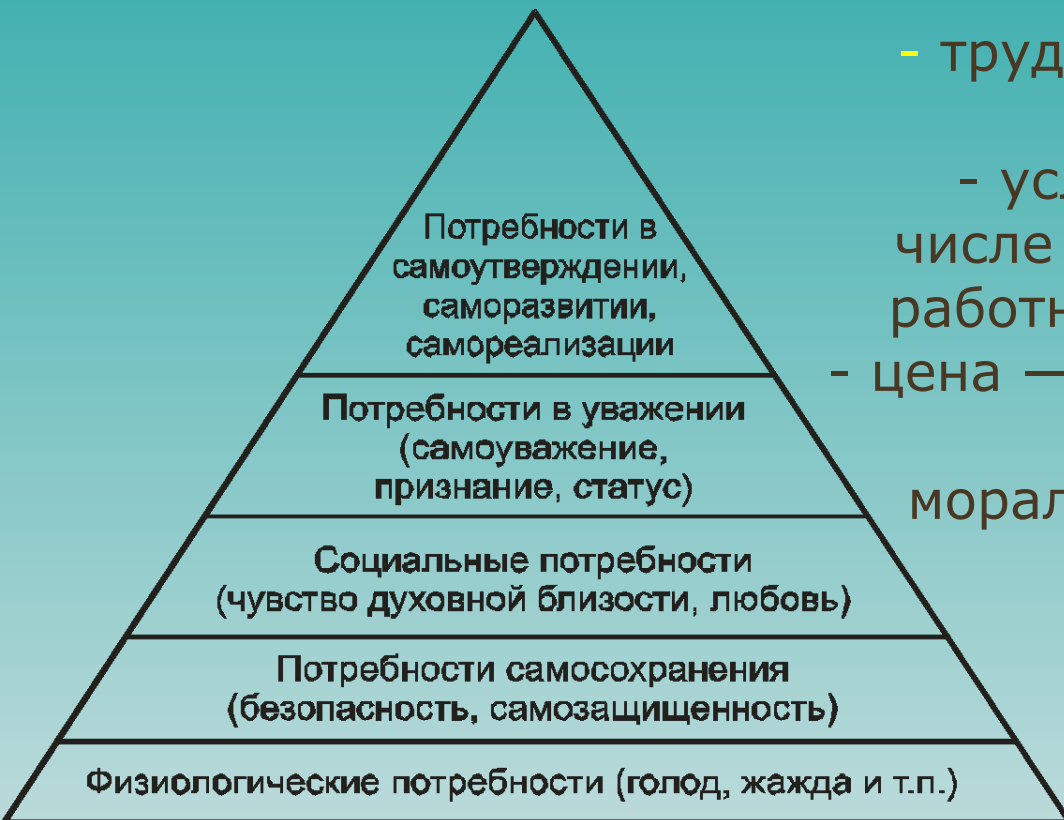 Потребности в
самоутверждении,
саморазвитии,
самореализации
Потребности в уважении
(самоуважение,
признание, статус)
Социальные потребности
(чувство духовной близости, любовь)
Потребности самосохранения
(безопасность, самозащищенность)
Физиологические потребности (голод, жажда и т.п.)
- труд
- усл
числе
работн
- цена —
морал